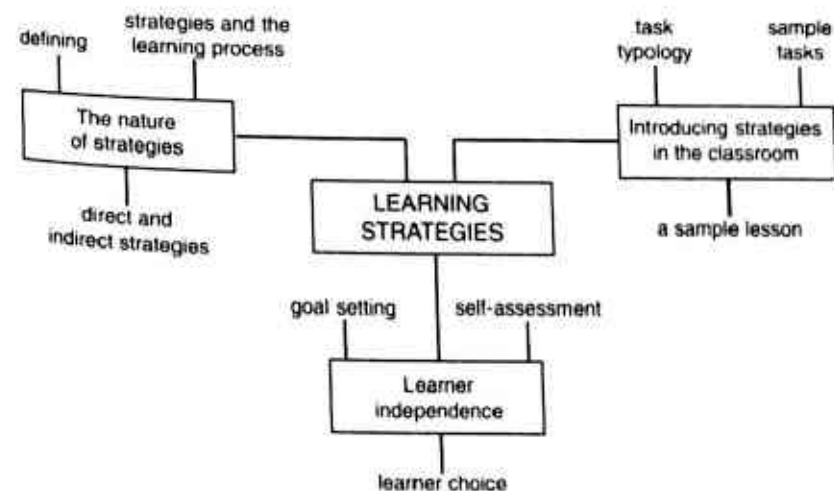 defining
strategies and the
learning process
The nature
of strategies
direct and
indirect strategies
task
typology
sample
tasks
Introducing strategies
in the classroom
a sample lesson
LEARNING
STRATEGIES
goal setting
self-assessment
Learner
independence
learner choice